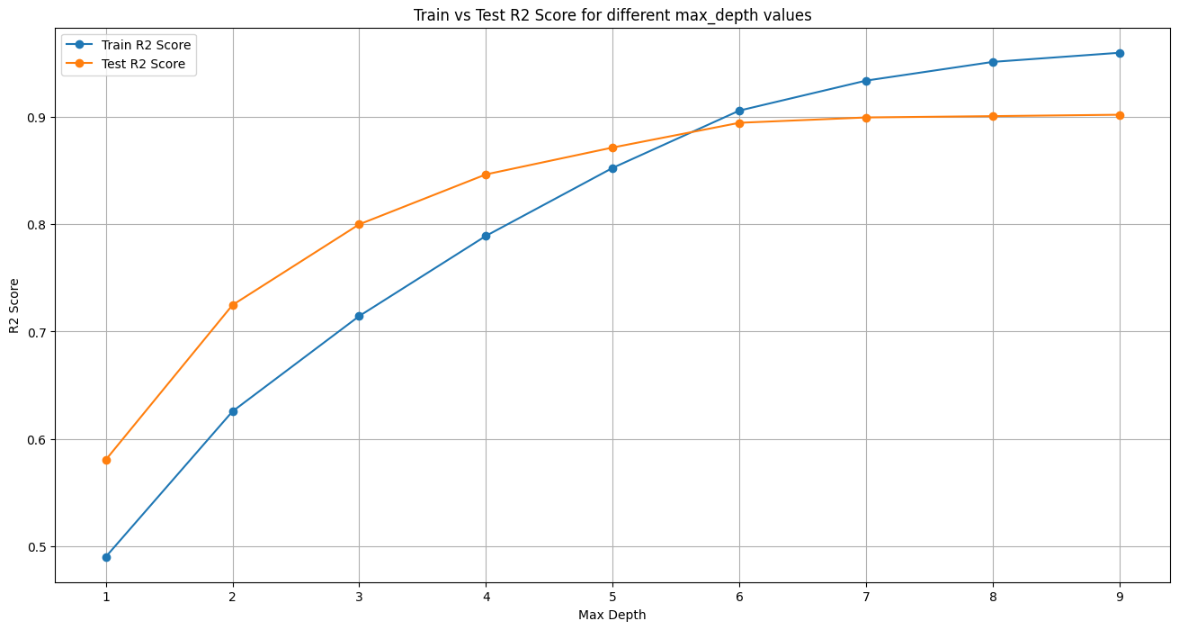 Train vs Test R2 Score for different max_depth values
Train R2 Score
Test R2 Score
R2 Score
0.9
0.8
0.7
0.6
0.5
1 2 3 4 5 6 7 8 9
Max Depth